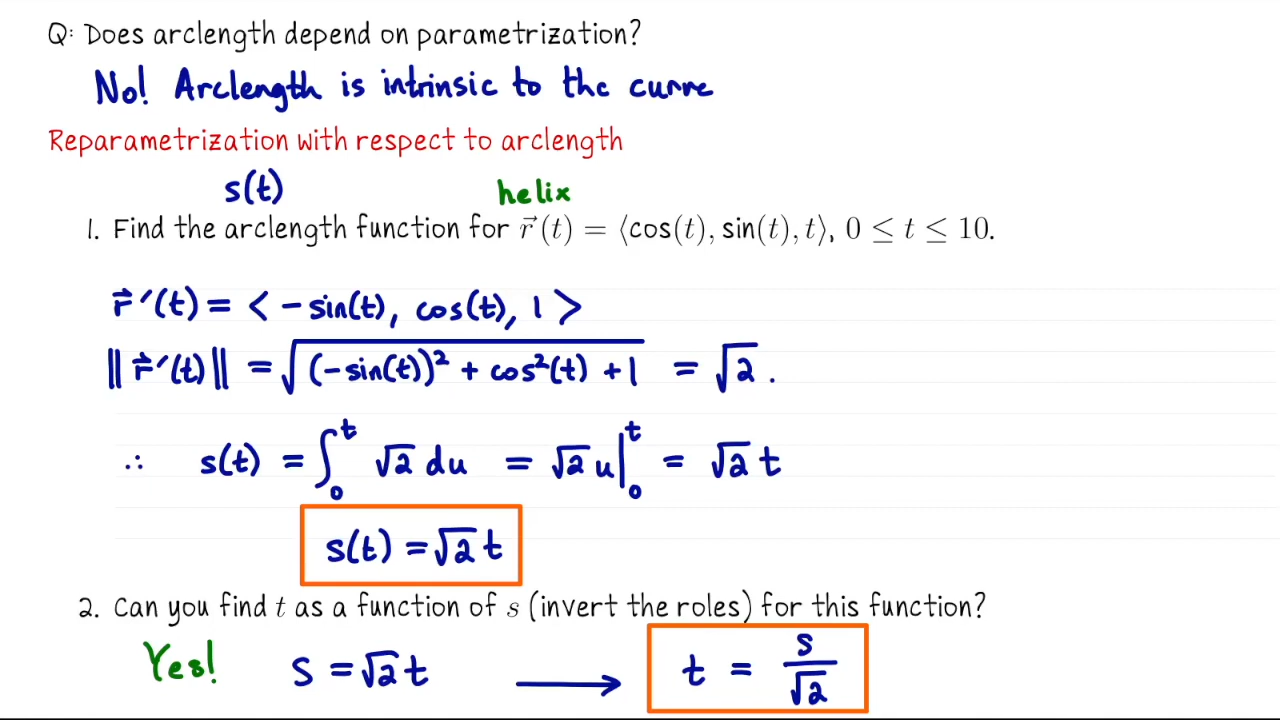 Q: Does arclength depend on parametrization?
No! Arclength is intrinsic to the curve
Reparametrization with respect to arclength
s(t) helix
1. Find the arclength function for r⃗(t) = ⟨cos(t), sin(t), t⟩, 0 ≤ t ≤ 10.
r⃗′(t) = < −sin(t), cos(t), 1 >
‖r⃗′(t)‖ = √((−sin(t))² + cos²(t) + 1) = √2.
∴ s(t) = ∫₀ᵗ √2 du = √2 u|₀ᵗ = √2 t
s(t) = √2 t
2. Can you find t as a function of s (invert the roles) for this function?
Yes! S = √2 t ⟶ t = s/√2